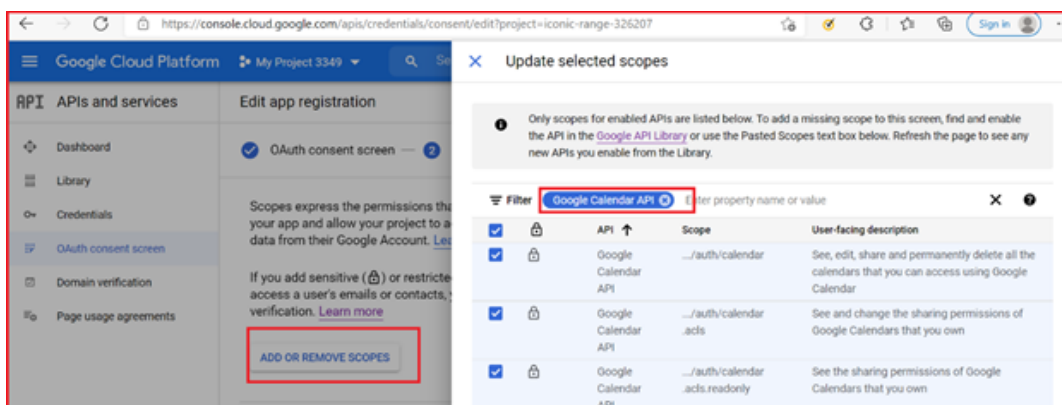 https://console.cloud.google.com/apis/credentials/consent/edit?project=iconic-range-326207
Sign in
Google Cloud Platform
My Project 3349
Se
Update selected scopes
API APIs and services
Edit app registration
Only scopes for enabled APIs are listed below. To add a missing scope to this screen, find and enable
the API in the Google API Library or use the Pasted Scopes text box below. Refresh the page to see any
new APIs you enable from the Library.
Dashboard
OAuth consent screen — 2
Library
Credentials
OAuth consent screen
Domain verification
Page usage agreements
Scopes express the permissions tha
your app and allow your project to a
data from their Google Account. Lea
If you add sensitive ( ) or restricte
access a user's emails or contacts,
verification. Learn more
ADD OR REMOVE SCOPES
Filter Google Calendar API Enter property name or value
API Scope User-facing description
Google .../auth/calendar See, edit, share and permanently delete all the
Calendar calendars that you can access using Google
API Calendar
Google .../auth/calendar See and change the sharing permissions of
Calendar .acls Google Calendars that you own
API
Google .../auth/calendar See the sharing permissions of Google
Calendar .acls.readonly Calendars that you own
API